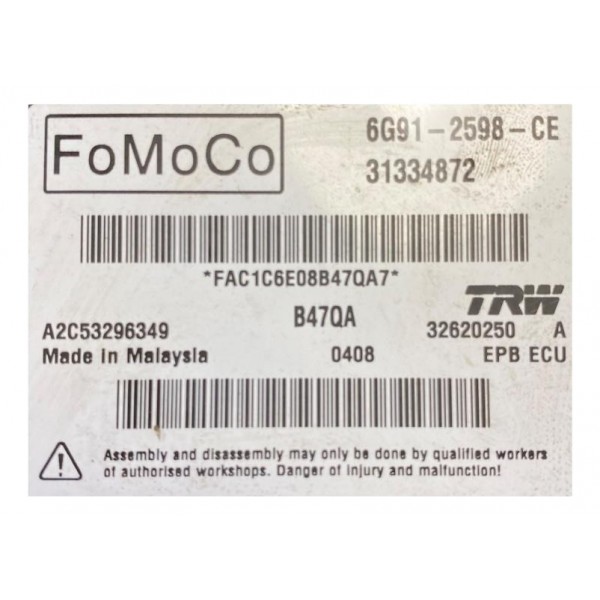 FoMoCo
6G91-2598-CE
31334872
*FAC1C6E08B47QA7*
TRW
B47QA
A2C53296349
32620250 A
Made in Malaysia 0408 EPB ECU
Assembly and disassembly may only be done by qualified workers
of authorised workshops. Danger of injury and malfunction!